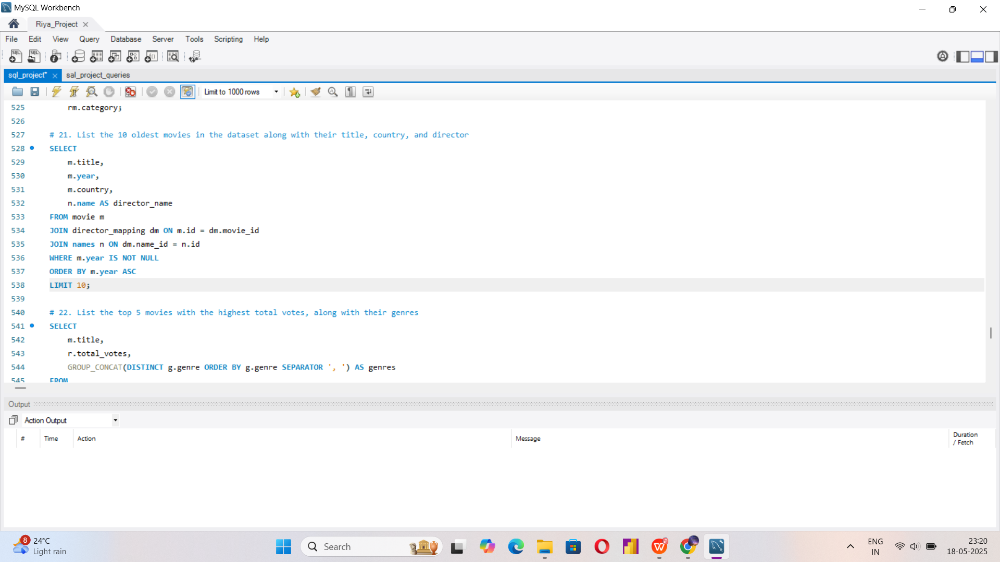 MySQL Workbench
Riya_Project
File Edit View Query Database Server Tools Scripting Help
SQL SQL
sql_project* sal_project_queries
Limit to 1000 rows
525 rm.category;
526
527 # 21. List the 10 oldest movies in the dataset along with their title, country, and director
528 SELECT
529 m.title,
530 m.year,
531 m.country,
532 n.name AS director_name
533 FROM movie m
534 JOIN director_mapping dm ON m.id = dm.movie_id
535 JOIN names n ON dm.name_id = n.id
536 WHERE m.year IS NOT NULL
537 ORDER BY m.year ASC
538 LIMIT 10;
539
540 # 22. List the top 5 movies with the highest total votes, along with their genres
541 SELECT
542 m.title,
543 r.total_votes,
544 GROUP_CONCAT(DISTINCT g.genre ORDER BY g.genre SEPARATOR ', ') AS genres
545 FROM
Output
Action Output
# Time Action Message Duration / Fetch
8 24°C
Light rain
Search
ENG
IN
23:20
18-05-2025